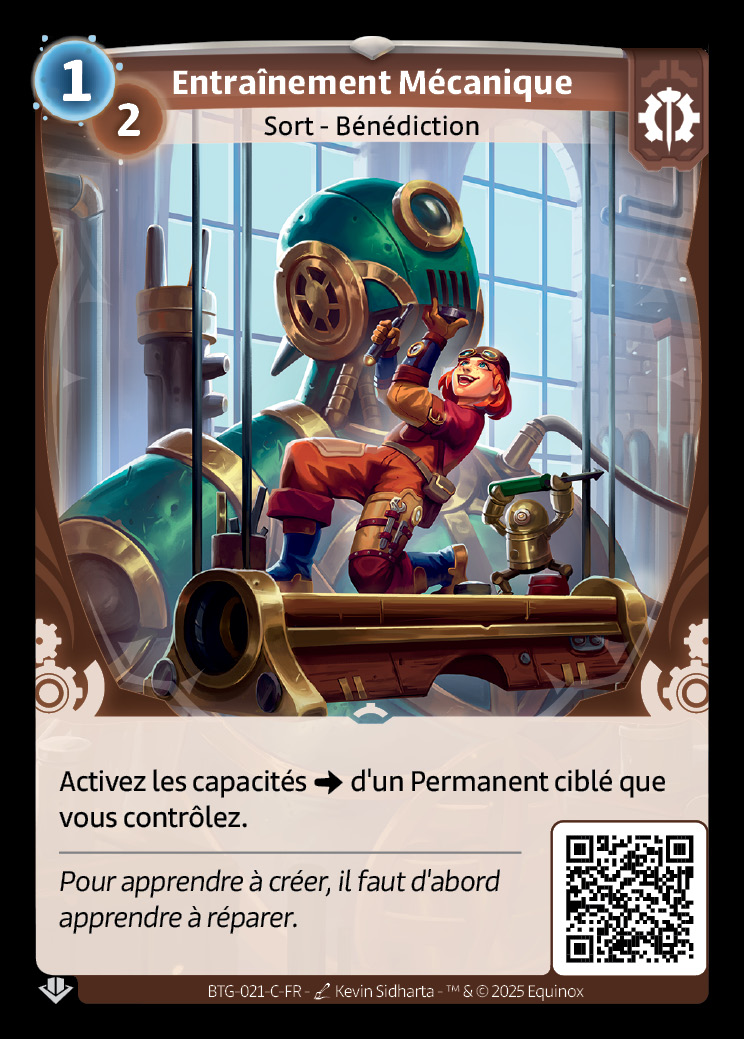 1
Entraînement Mécanique
2
Sort - Bénédiction
Activez les capacités ➔ d'un Permanent ciblé que
vous contrôlez.
Pour apprendre à créer, il faut d'abord
apprendre à réparer.
BTG-021-C-FR - Kevin Sidharta - ™ & © 2025 Equinox